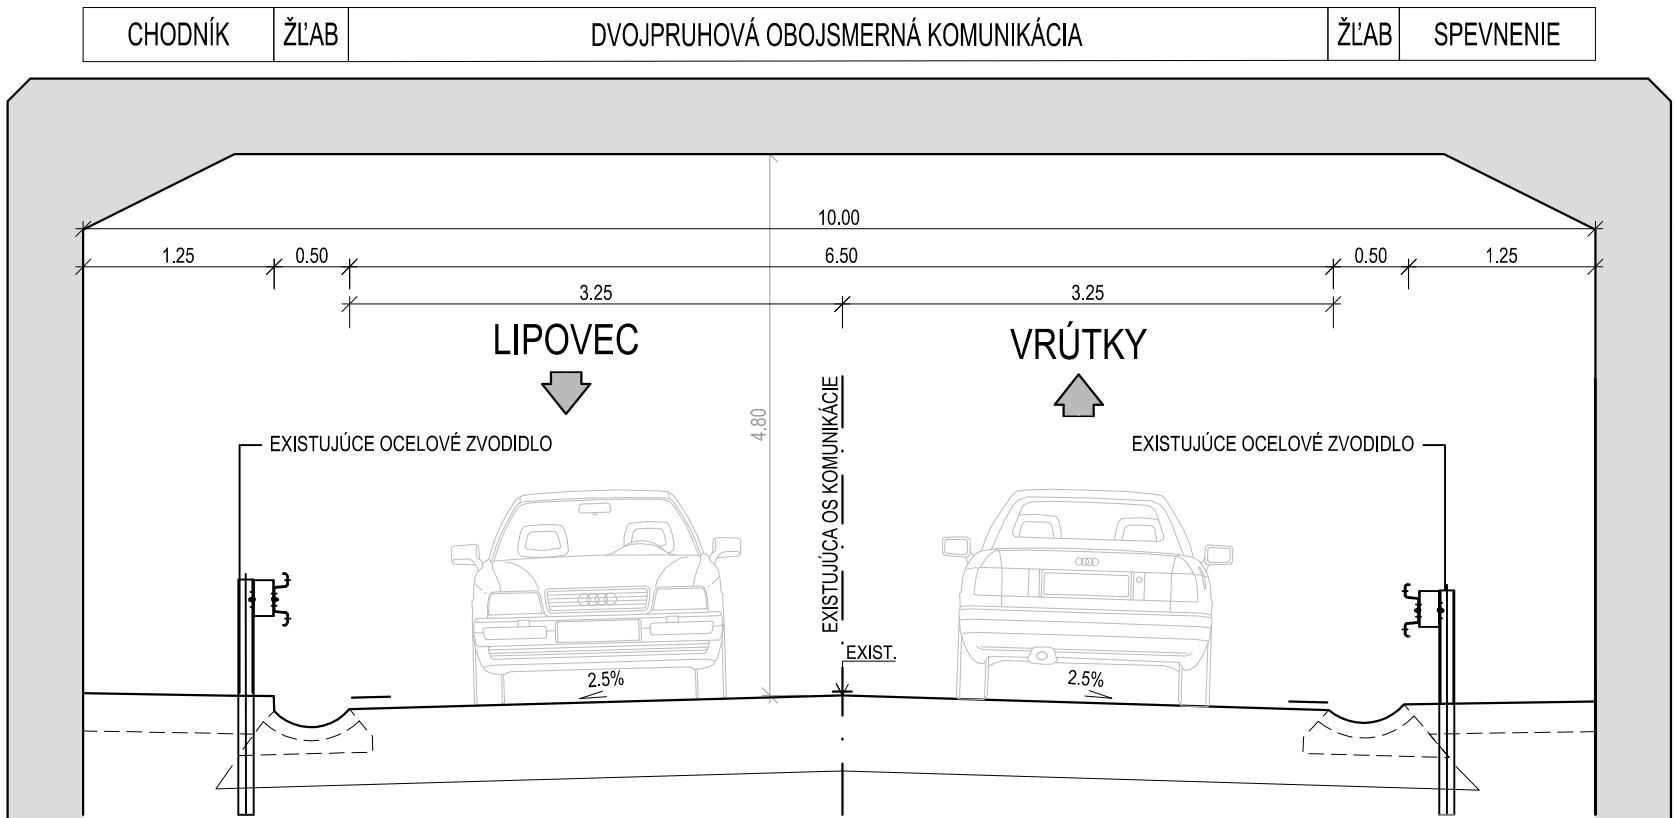 CHODNÍK ŽĽAB DVOJPRUHOVÁ OBOJSMERNÁ KOMUNIKÁCIA ŽĽAB SPEVNENIE
10.00
1.25 0.50 6.50 0.50 1.25
3.25 3.25
LIPOVEC VRÚTKY
4.80
EXISTUJÚCA OS KOMUNIKÁCIE
EXISTUJÚCE OCELOVÉ ZVODIDLO EXISTUJÚCE OCELOVÉ ZVODIDLO
EXIST.
2.5% 2.5%